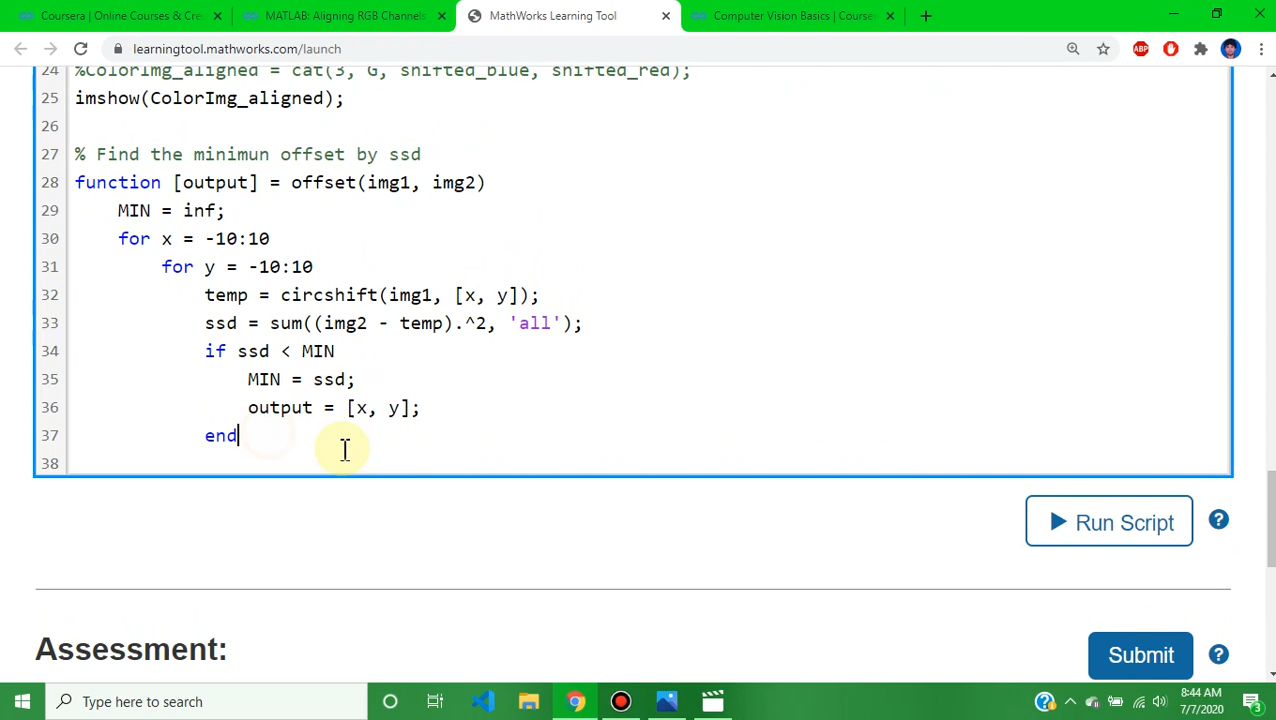 Coursera | Online Courses & Cre
MATLAB: Aligning RGB Channels
MathWorks Learning Tool
Computer Vision Basics | Course
learningtool.mathworks.com/launch
ABP
24 %ColorImg_aligned = cat(3, G, shifted_blue, shifted_red);
25 imshow(ColorImg_aligned);
26
27 % Find the minimun offset by ssd
28 function [output] = offset(img1, img2)
29 MIN = inf;
30 for x = -10:10
31 for y = -10:10
32 temp = circshift(img1, [x, y]);
33 ssd = sum((img2 - temp).^2, 'all');
34 if ssd < MIN
35 MIN = ssd;
36 output = [x, y];
37 end
38
Run Script ?
Assessment:
Submit ?
Type here to search
8:44 AM
7/7/2020
3